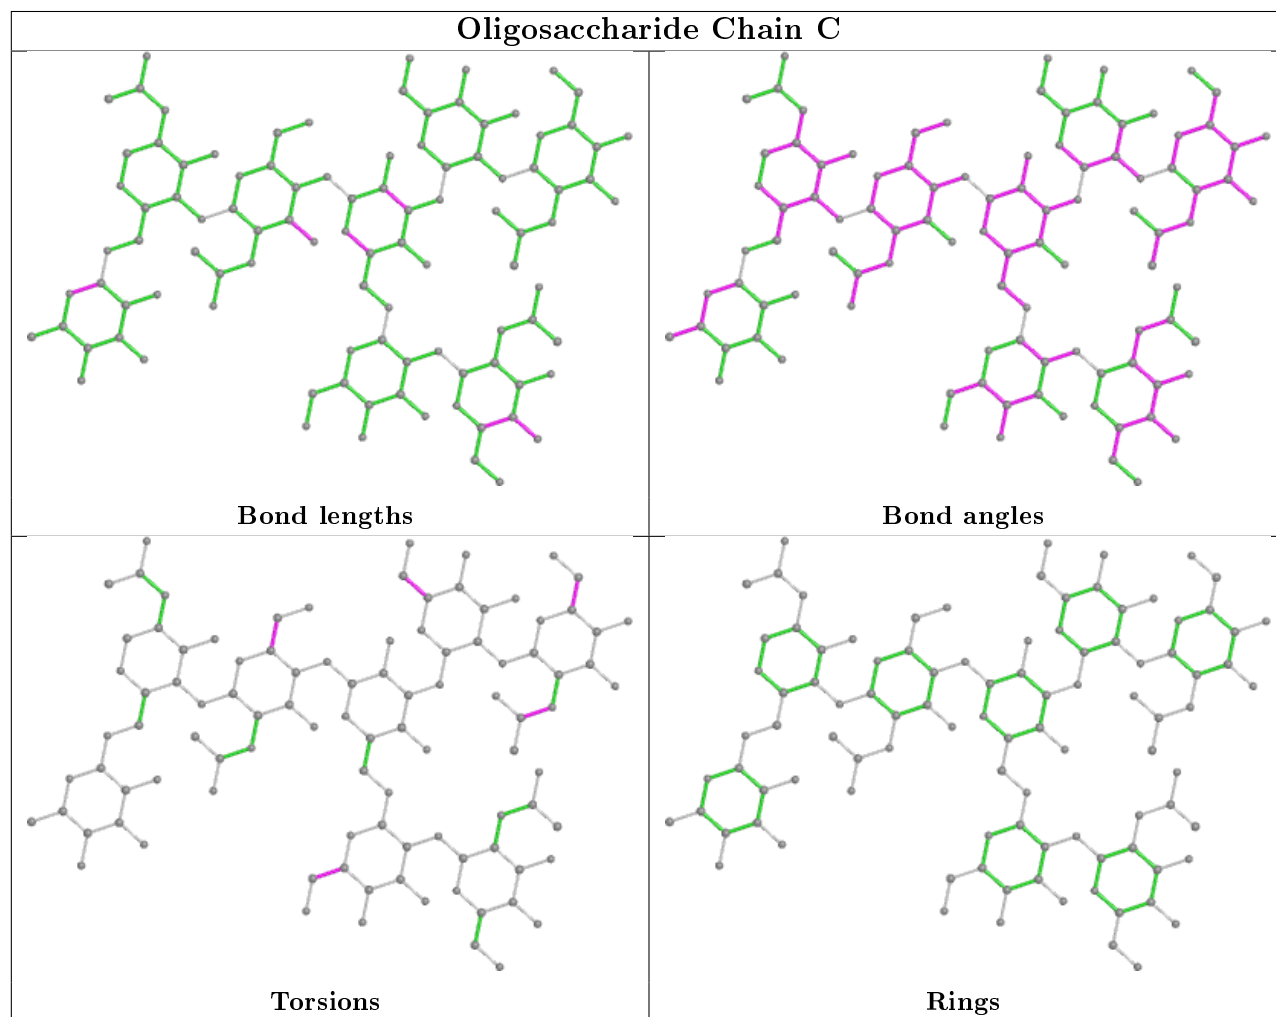 Oligosaccharide Chain C
Bond lengths
Bond angles
Torsions
Rings